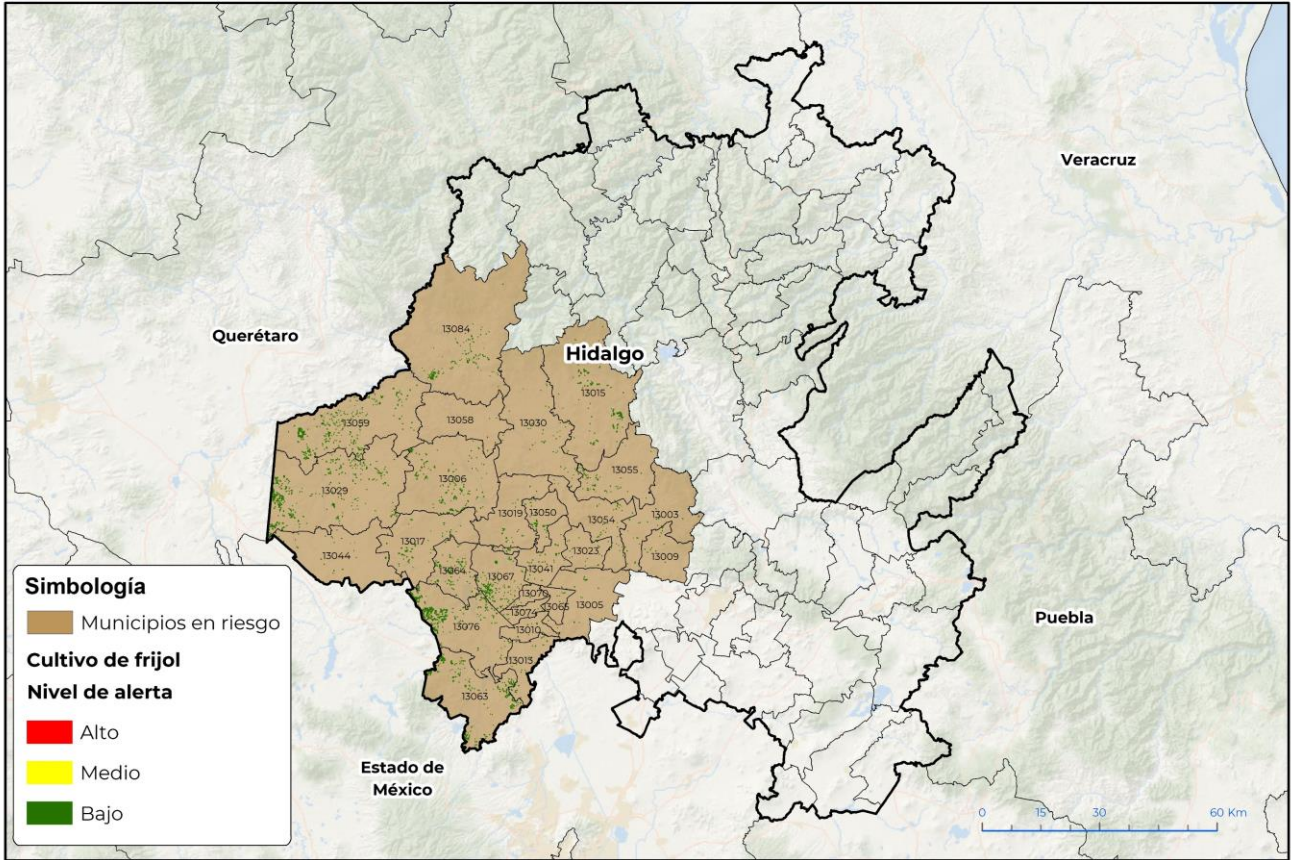 Veracruz
Querétaro
13084
Hidalgo
13015
13059
13058
13030
13055
13006
13029
13003
13019
13050
13054
13017
13023
13009
13044
13064
13041
13067
13070
13005
13065
13074
13076
13010
13013
13063
Puebla
Estado de
México
Simbología
Municipios en riesgo
Cultivo de frijol
Nivel de alerta
Alto
Medio
Bajo
0 15 30 60 Km